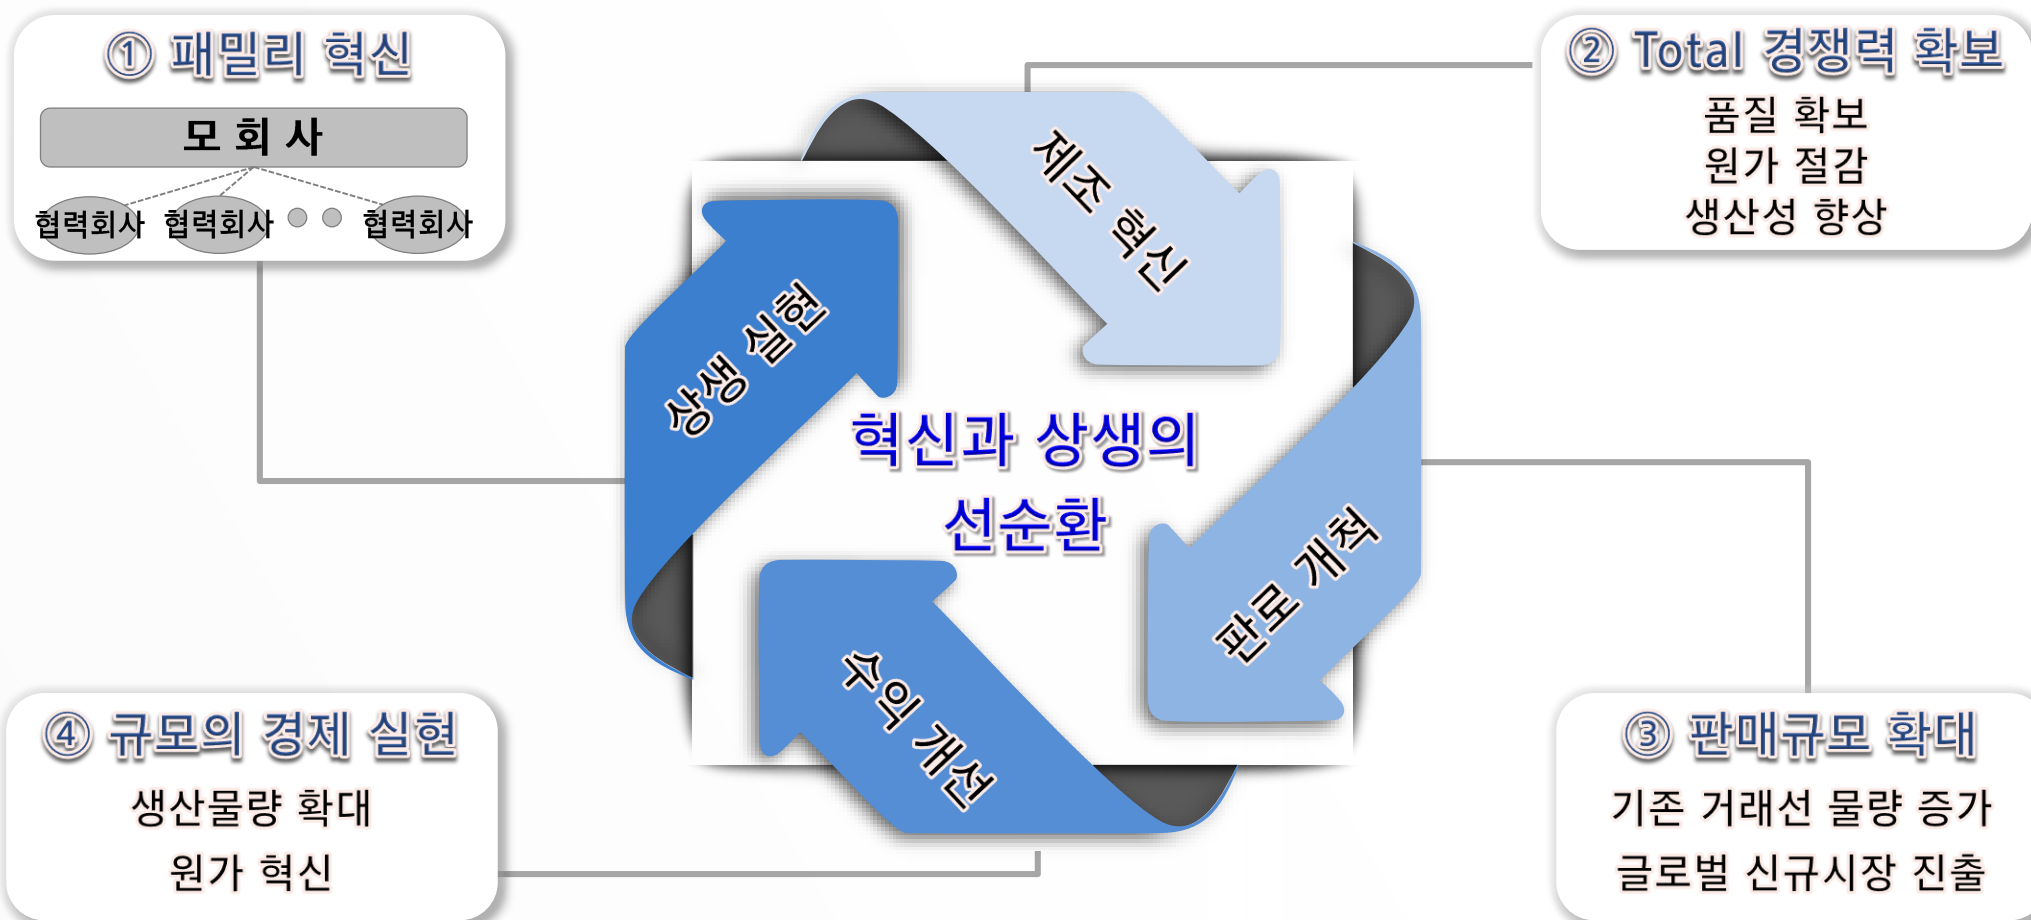 ① 패밀리 혁신
모 회 사
협력회사 협력회사 협력회사
② Total 경쟁력 확보
품질 확보
원가 절감
생산성 향상
제조 혁신
상생 실현
혁신과 상생의
선순환
판로 개척
수익 개선
④ 규모의 경제 실현
생산물량 확대
원가 혁신
③ 판매규모 확대
기존 거래선 물량 증가
글로벌 신규시장 진출